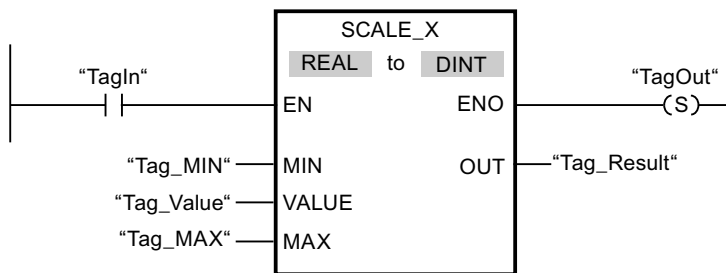 SCALE_X
REAL to DINT
“TagIn“ “TagOut“
EN ENO (S)
“Tag_MIN“ MIN OUT “Tag_Result“
“Tag_Value“ VALUE
“Tag_MAX“ MAX